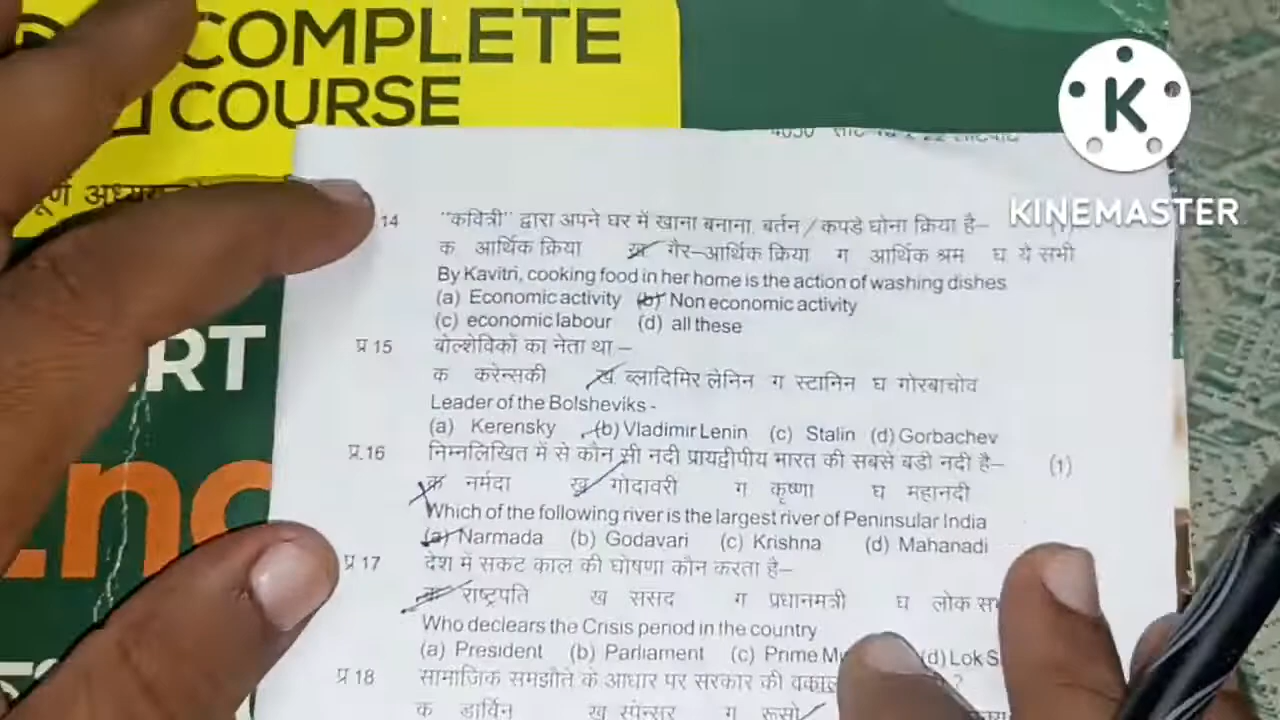 COMPLETE
COURSE
KINEMASTER
14 "कवित्री" द्वारा अपने घर में खाना बनाना. बर्तन / कपड़े धोना क्रिया है–
क आर्थिक क्रिया ख गैर–आर्थिक क्रिया ग आर्थिक श्रम घ ये सभी
By Kavitri, cooking food in her home is the action of washing dishes
(a) Economic activity (b) Non economic activity
(c) economic labour (d) all these
प्र 15 बोल्शेविकों का नेता था –
क करेन्सकी ख ब्लादिमिर लेनिन ग स्टानिन घ गोरबाचोव
Leader of the Bolsheviks -
(a) Kerensky (b) Vladimir Lenin (c) Stalin (d) Gorbachev
प्र.16 निम्नलिखित में से कौन सी नदी प्रायद्वीपीय भारत की सबसे बडी नदी है– (1)
क नर्मदा ख गोदावरी ग कृष्णा घ महानदी
Which of the following river is the largest river of Peninsular India
(a) Narmada (b) Godavari (c) Krishna (d) Mahanadi
प्र 17 देश में सकट काल की घोषणा कौन करता है–
क राष्ट्रपति ख संसद ग प्रधानमत्री घ लोक
Who declears the Crisis period in the country
(a) President (b) Parliament (c) Prime (d) Lok
प्र 18 सामाजिक समझौते के आधार पर सरकार की
क डार्विन ख स्पेन्सर ग रूसो